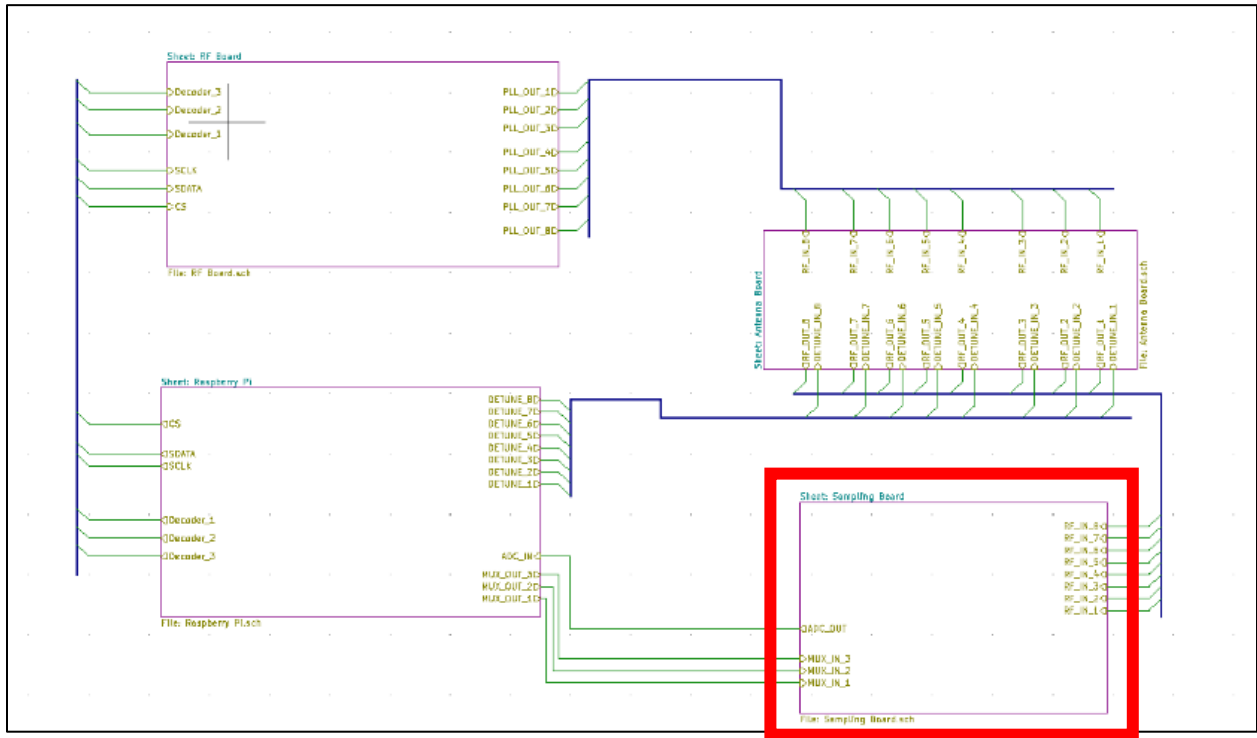 Sheet: RF Board
Decoder_3
Decoder_2
Decoder_1
SCLK
SDATA
CS
PLL_OUT_1
PLL_OUT_2
PLL_OUT_3
PLL_OUT_4
PLL_OUT_5
PLL_OUT_6
PLL_OUT_7
PLL_OUT_8
File: RF Board.sch
Sheet: Antenna Board
RF_IN_8
RF_IN_7
RF_IN_6
RF_IN_5
RF_IN_4
RF_IN_3
RF_IN_2
RF_IN_1
RF_OUT_8
DETUNE_IN_8
RF_OUT_7
DETUNE_IN_7
RF_OUT_6
DETUNE_IN_6
RF_OUT_5
DETUNE_IN_5
RF_OUT_4
DETUNE_IN_4
RF_OUT_3
DETUNE_IN_3
RF_OUT_2
DETUNE_IN_2
RF_OUT_1
DETUNE_IN_1
File: Antenna Board.sch
Sheet: Raspberry Pi
CS
SDATA
SCLK
Decoder_1
Decoder_2
Decoder_3
DETUNE_8
DETUNE_7
DETUNE_6
DETUNE_5
DETUNE_4
DETUNE_3
DETUNE_2
DETUNE_1
ADC_IN
MUX_OUT_3
MUX_OUT_2
MUX_OUT_1
File: Raspberry Pi.sch
Sheet: Sampling Board
RF_IN_8
RF_IN_7
RF_IN_6
RF_IN_5
RF_IN_4
RF_IN_3
RF_IN_2
RF_IN_1
ADC_OUT
MUX_IN_3
MUX_IN_2
MUX_IN_1
File: Sampling Board.sch